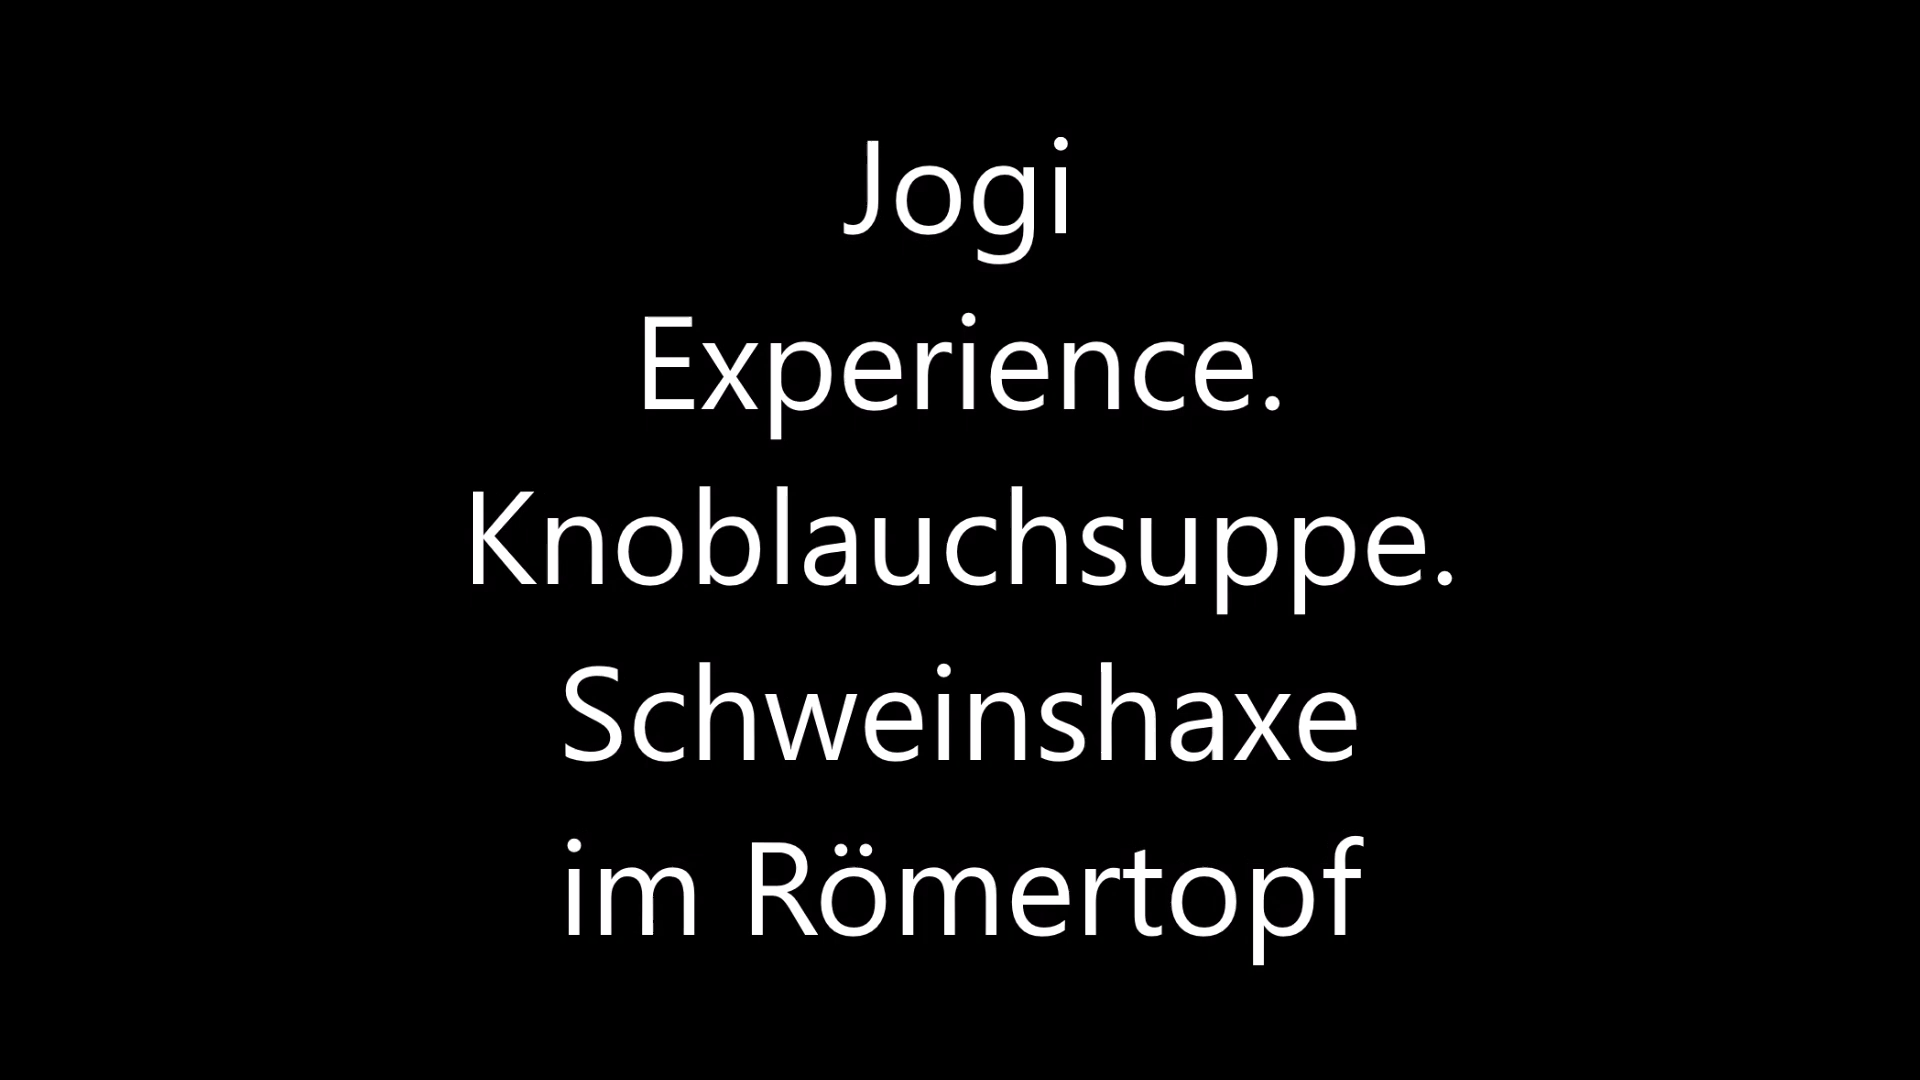 Jogi
Experience.
Knoblauchsuppe.
Schweinshaxe
im Römertopf